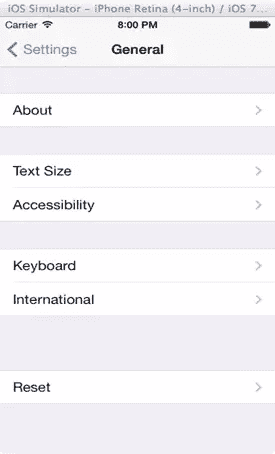 iOS Simulator – iPhone Retina (4-inch) / iOS 7...
Carrier 8:00 PM
Settings General
About
Text Size
Accessibility
Keyboard
International
Reset